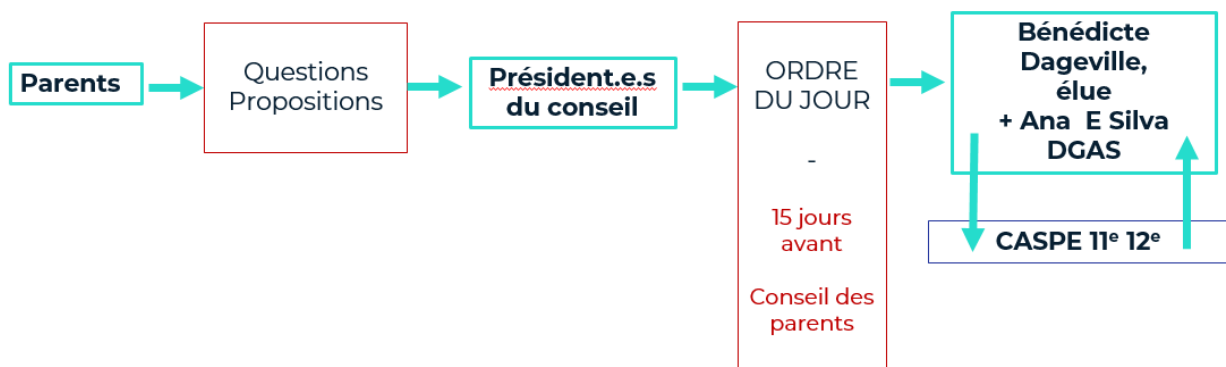 Parents
Questions
Propositions
Président.e.s
du conseil
ORDRE
DU JOUR
-
15 jours
avant
Conseil des
parents
Bénédicte
Dageville,
élue
+ Ana E Silva
DGAS
CASPE 11ᵉ 12ᵉ